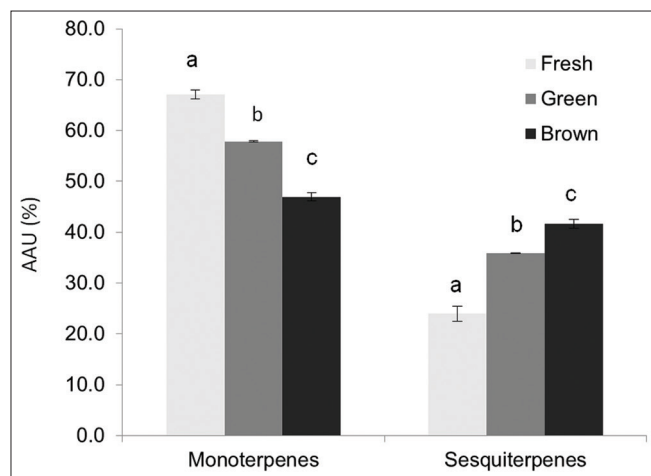 80.0
70.0
60.0
50.0
40.0
30.0
20.0
10.0
0.0
AAU (%)
a
b
c
a
b
c
Fresh
Green
Brown
Monoterpenes
Sesquiterpenes